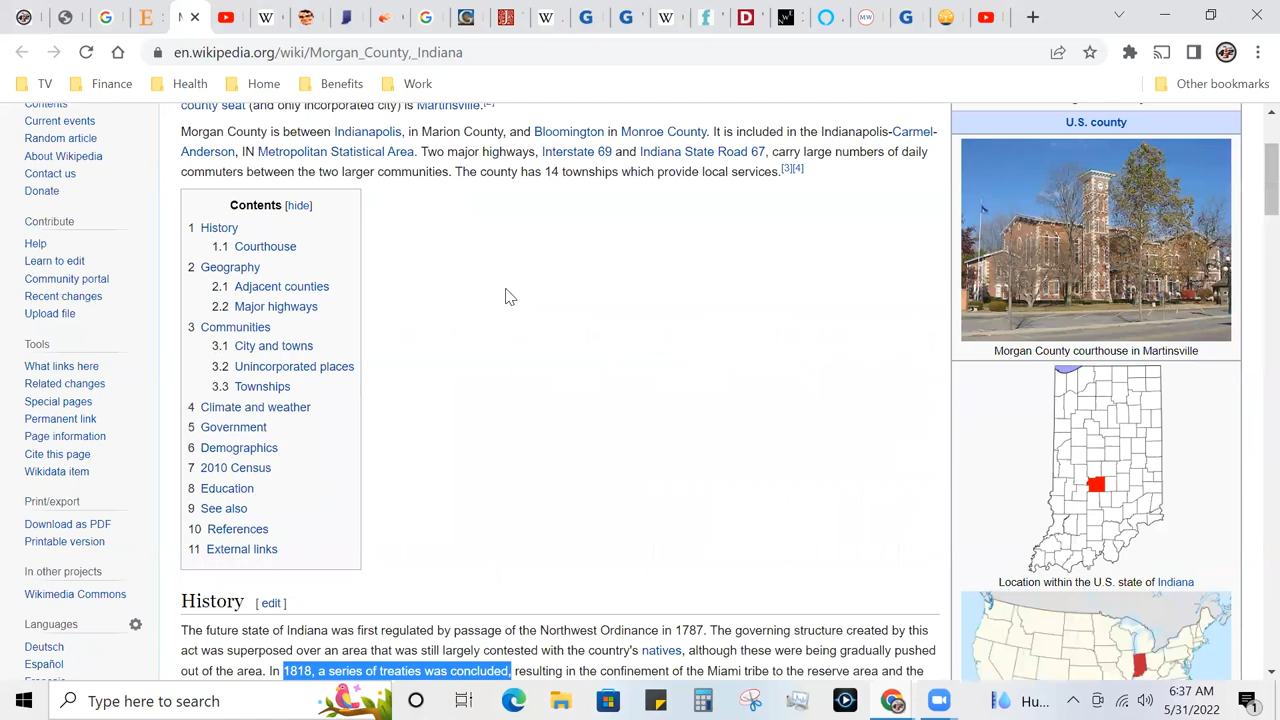 M
en.wikipedia.org/wiki/Morgan_County,_Indiana
TV
Finance
Health
Home
Benefits
Work
Other bookmarks
Contents
Current events
Random article
About Wikipedia
Contact us
Donate
Contribute
Help
Learn to edit
Community portal
Recent changes
Upload file
Tools
What links here
Related changes
Special pages
Permanent link
Page information
Cite this page
Wikidata item
Print/export
Download as PDF
Printable version
In other projects
Wikimedia Commons
Languages
Deutsch
Español
county seat (and only incorporated city) is Martinsville.[2]
Morgan County is between Indianapolis, in Marion County, and Bloomington in Monroe County. It is included in the Indianapolis-Carmel-
Anderson, IN Metropolitan Statistical Area. Two major highways, Interstate 69 and Indiana State Road 67, carry large numbers of daily
commuters between the two larger communities. The county has 14 townships which provide local services.[3][4]
Contents [hide]
1 History
1.1 Courthouse
2 Geography
2.1 Adjacent counties
2.2 Major highways
3 Communities
3.1 City and towns
3.2 Unincorporated places
3.3 Townships
4 Climate and weather
5 Government
6 Demographics
7 2010 Census
8 Education
9 See also
10 References
11 External links
History [ edit ]
The future state of Indiana was first regulated by passage of the Northwest Ordinance in 1787. The governing structure created by this
act was superposed over an area that was still largely contested with the country's natives, although these were being gradually pushed
out of the area. In 1818, a series of treaties was concluded, resulting in the confinement of the Miami tribe to the reserve area and the
U.S. county
Morgan County courthouse in Martinsville
Location within the U.S. state of Indiana
Type here to search
Hu...
6:37 AM
5/31/2022
1